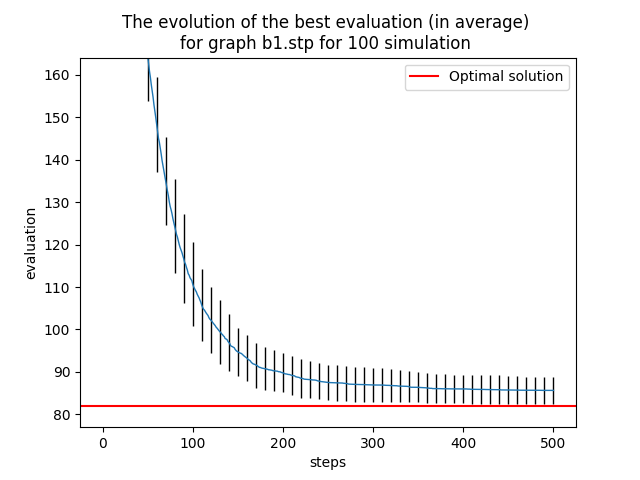 The evolution of the best evaluation (in average)
for graph b1.stp for 100 simulation
Optimal solution
160
150
140
130
120
110
100
90
80
evaluation
0 100 200 300 400 500
steps